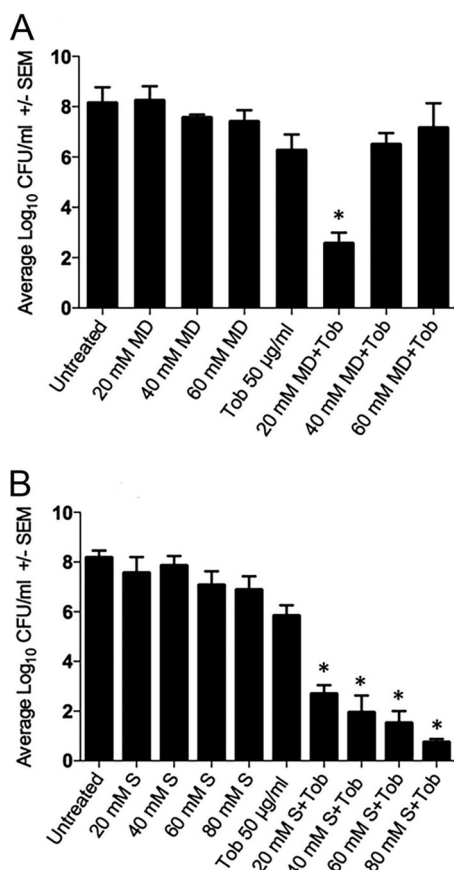 A
Average Log₁₀ CFU/ml +/- SEM
10
8
6
4
2
0
*
Untreated
20 mM MD
40 mM MD
60 mM MD
Tob 50 µg/ml
20 mM MD+Tob
40 mM MD+Tob
60 mM MD+Tob
B
Average Log₁₀ CFU/ml +/- SEM
10
8
6
4
2
0
* * * *
Untreated
20 mM S
40 mM S
60 mM S
80 mM S
Tob 50 µg/ml
20 mM S+Tob
40 mM S+Tob
60 mM S+Tob
80 mM S+Tob